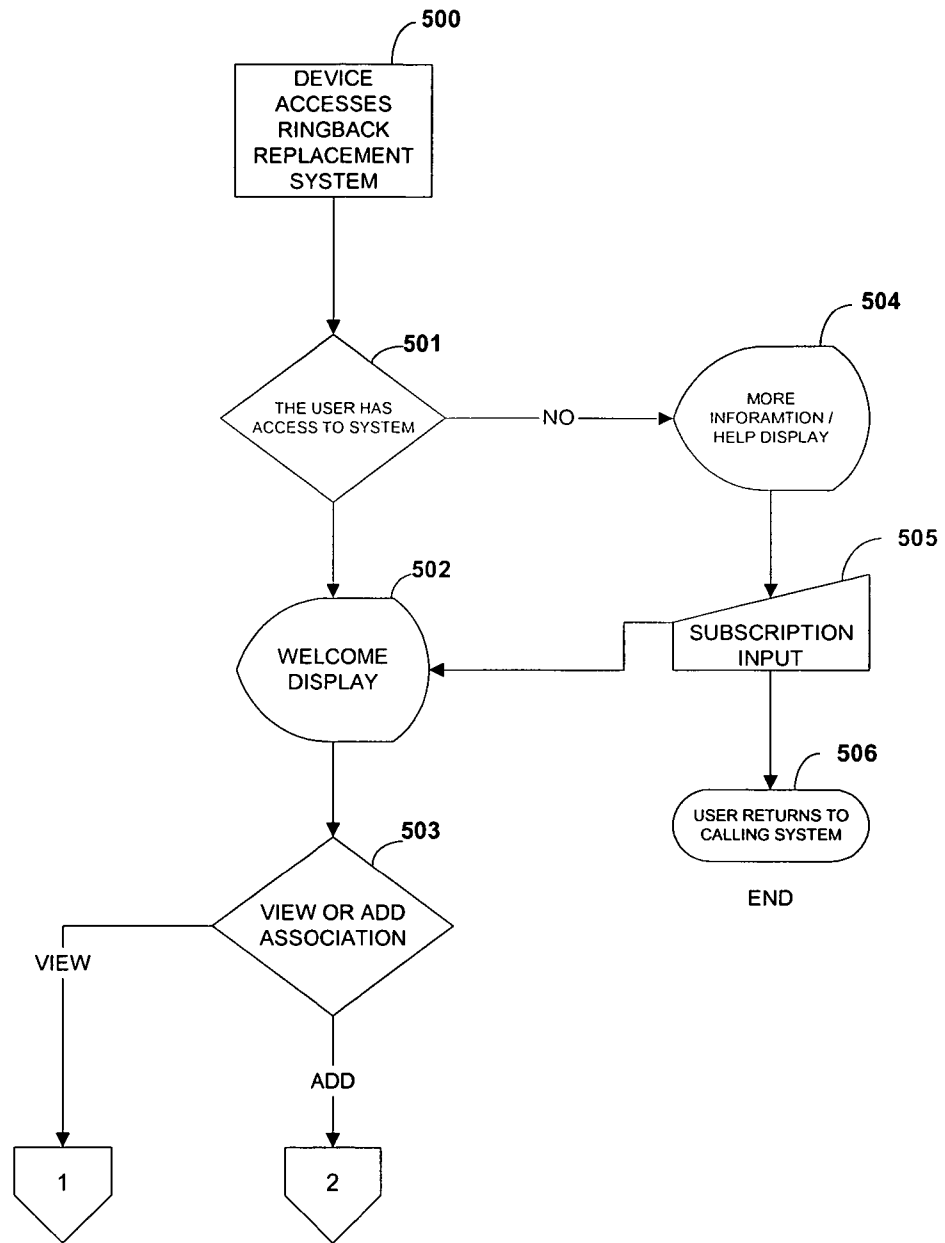 500
DEVICE
ACCESSES
RINGBACK
REPLACEMENT
SYSTEM
501
THE USER HAS
ACCESS TO SYSTEM
NO
504
MORE
INFORAMTION /
HELP DISPLAY
502
WELCOME
DISPLAY
505
SUBSCRIPTION
INPUT
506
USER RETURNS TO
CALLING SYSTEM
END
503
VIEW OR ADD
ASSOCIATION
VIEW
ADD
1
2